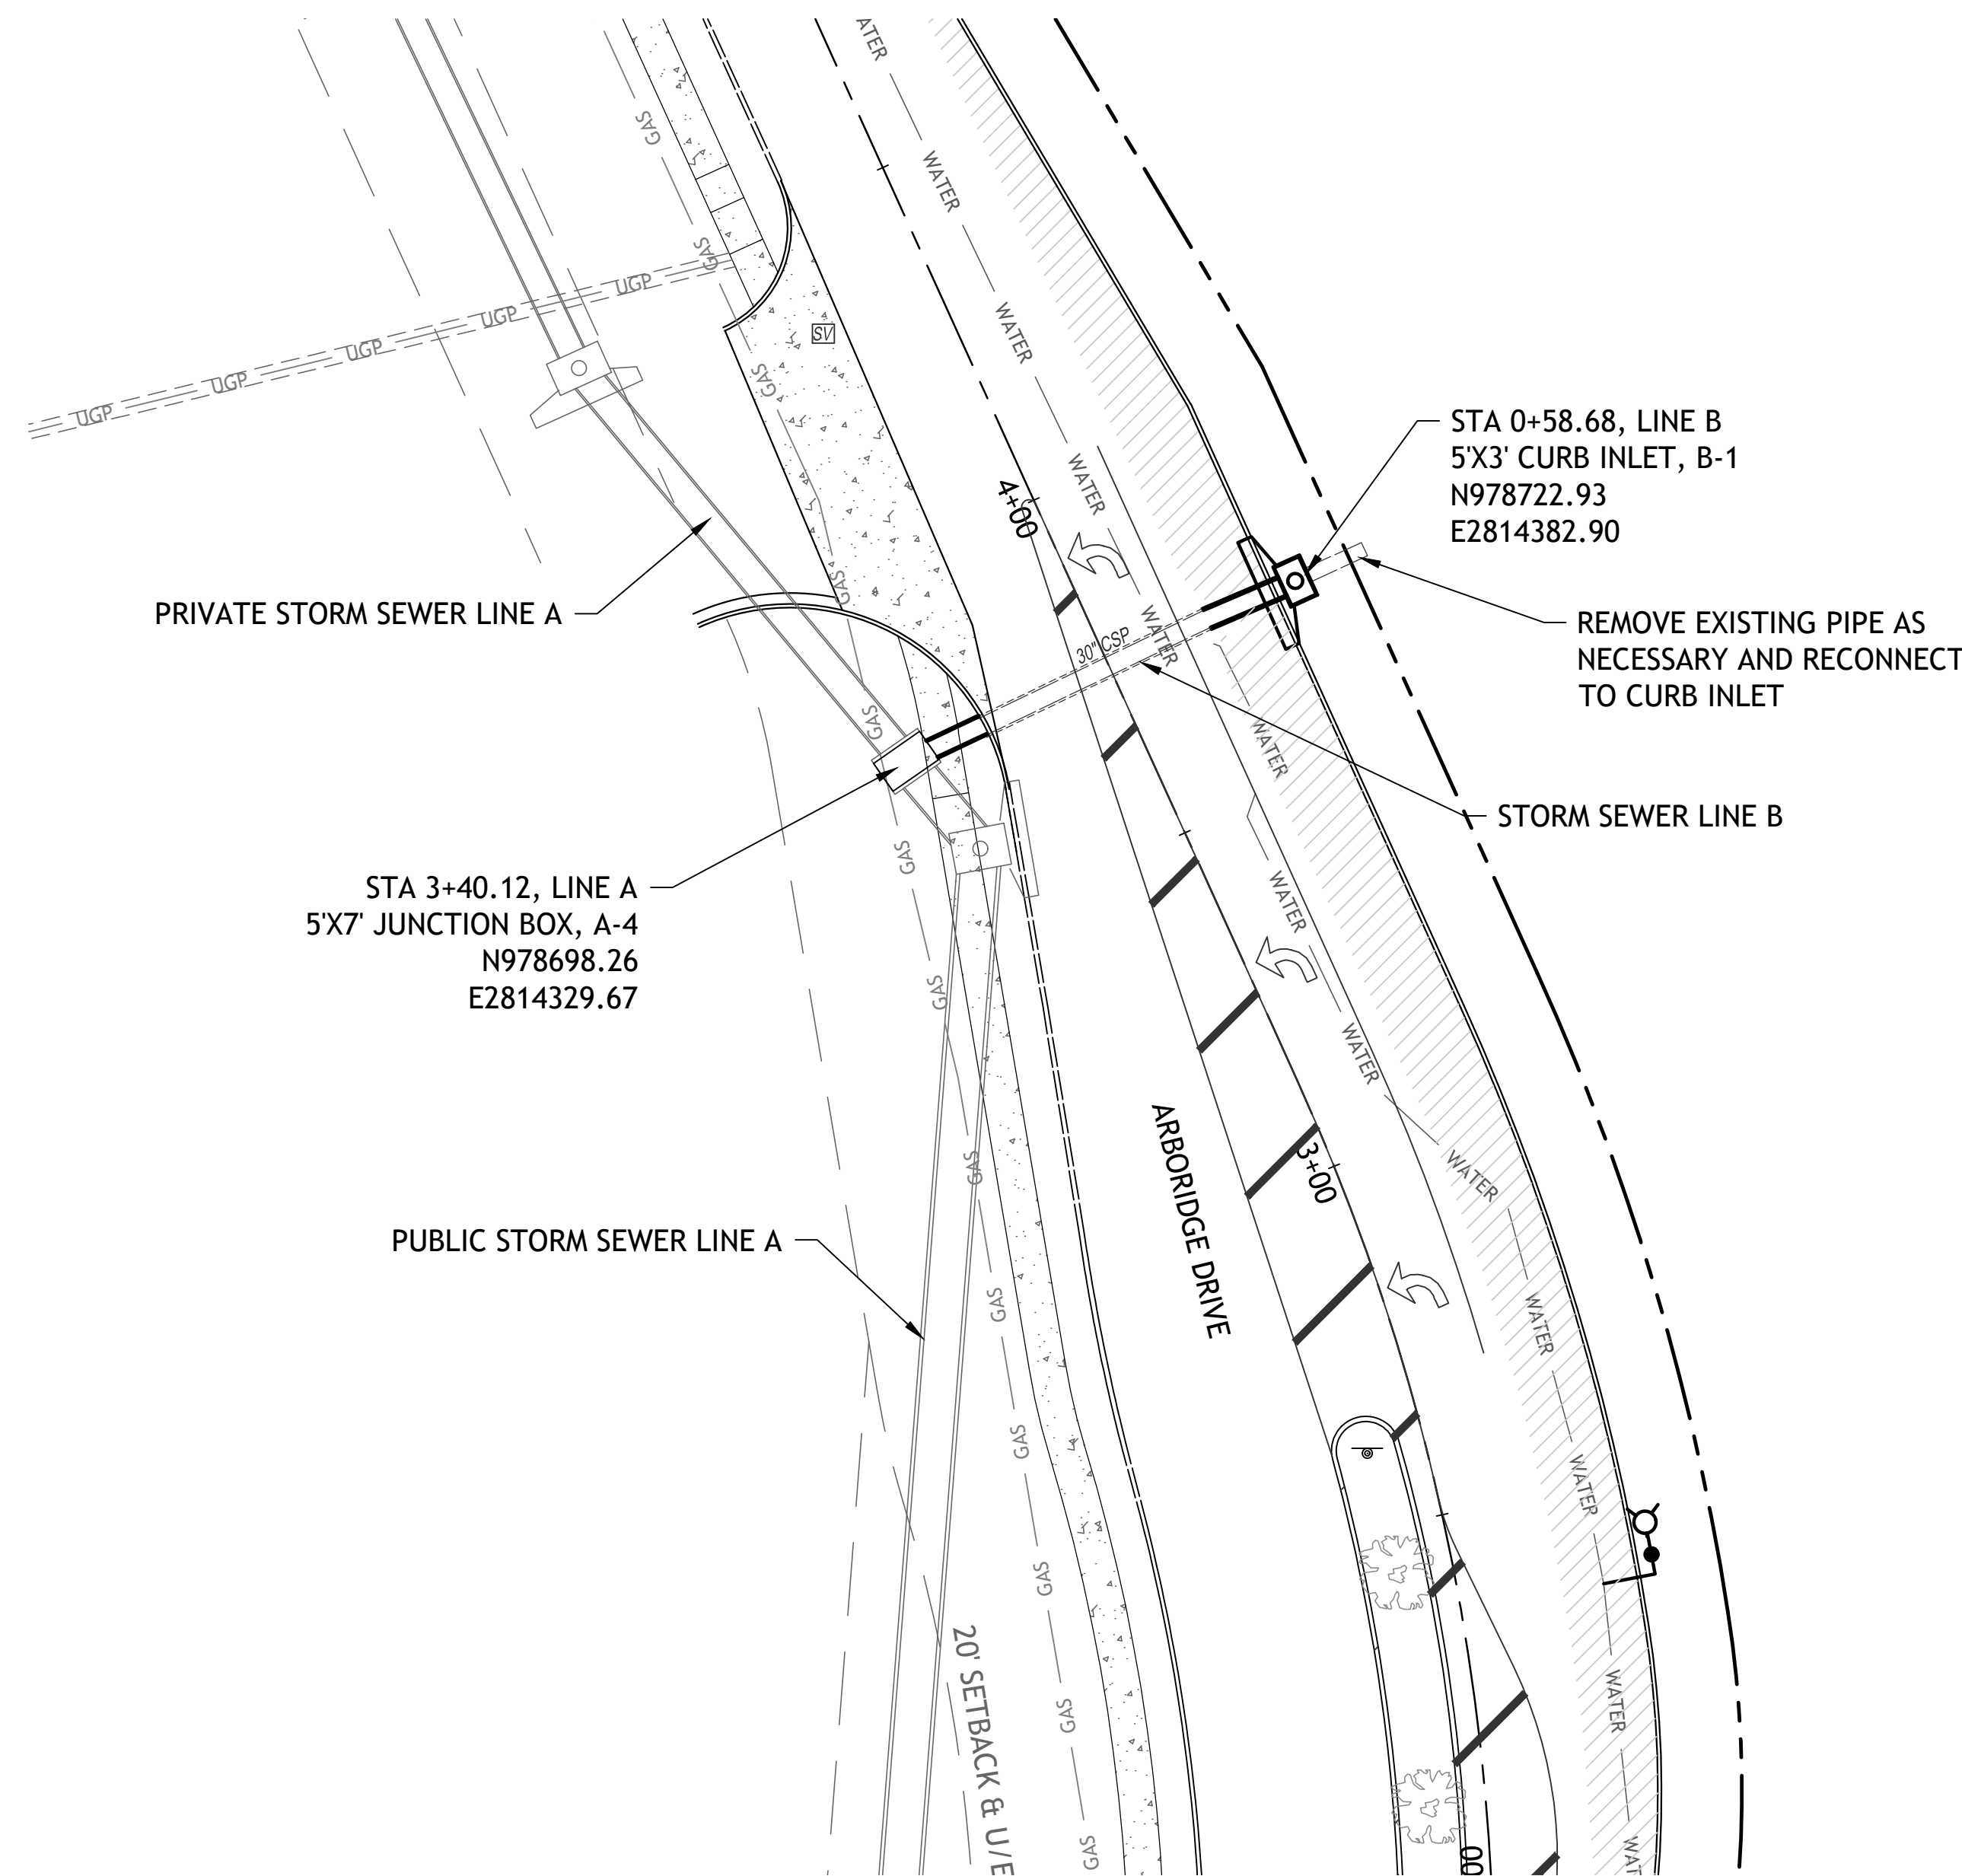 ATER
WATER
WATER
WATER
WATER
WATER
WATER
WATER
WATER
WATER
WATER
WATER
WAT
GAS
GAS
GAS
GAS
GAS
GAS
GAS
GAS
GAS
GAS
GAS
GAS
GAS
UGP
UGP
UGP
UGP
UGP
SV
4+00
STA 0+58.68, LINE B
5'X3' CURB INLET, B-1
N978722.93
E2814382.90
PRIVATE STORM SEWER LINE A
REMOVE EXISTING PIPE AS
NECESSARY AND RECONNECT
TO CURB INLET
30" CSP
STORM SEWER LINE B
STA 3+40.12, LINE A
5'X7' JUNCTION BOX, A-4
N978698.26
E2814329.67
ARBORIDGE DRIVE
3+00
PUBLIC STORM SEWER LINE A
20' SETBACK & U/E
00